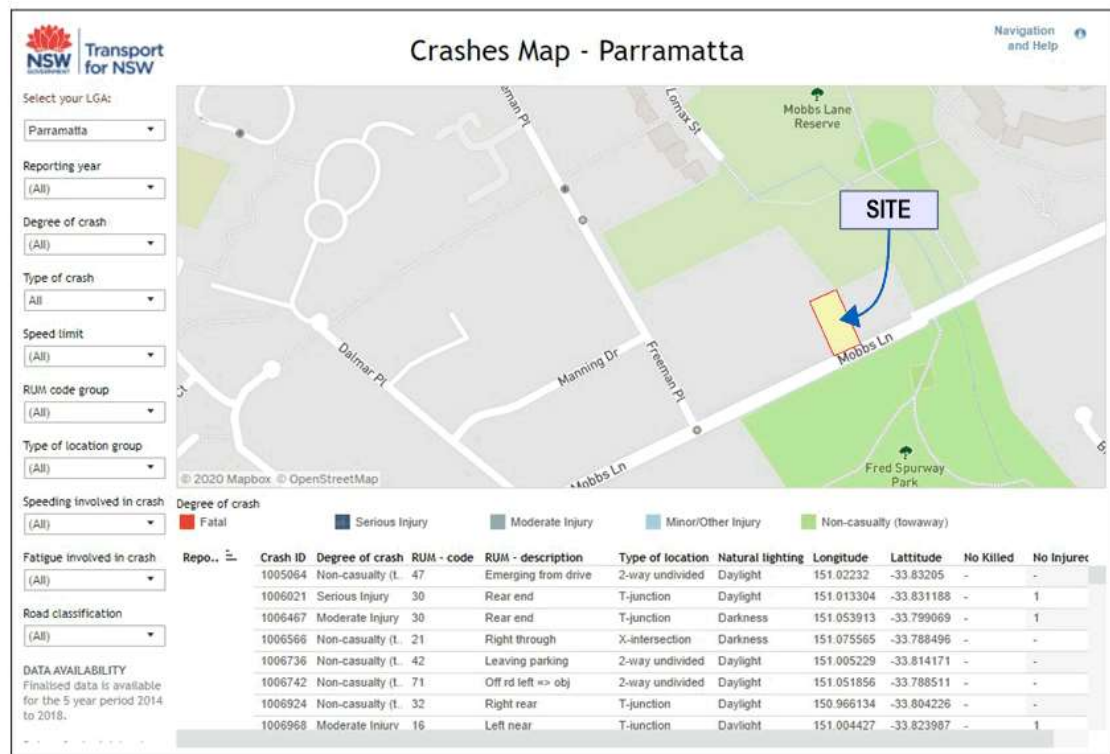 NSW
GOVERNMENT
Transport
for NSW
Crashes Map - Parramatta
Navigation
and Help
Select your LGA:
Parramatta
Reporting year
(All)
Degree of crash
(All)
Type of crash
All
Speed limit
(All)
RUM code group
(All)
Type of location group
(All)
Speeding involved in crash
(All)
Fatigue involved in crash
(All)
Road classification
(All)
DATA AVAILABILITY
Finalised data is available
for the 5 year period 2014
to 2018.
Freeman Pl
Lomax St
Mobbs Lane
Reserve
SITE
Mobbs Ln
Dalmar Pl
Manning Dr
Freeman Pl
Mobbs Ln
Fred Spurway
Park
© 2020 Mapbox © OpenStreetMap
Degree of crash
Fatal Serious Injury Moderate Injury Minor/Other Injury Non-casualty (towaway)
Repo.. Crash ID Degree of crash RUM - code RUM - description Type of location Natural lighting Longitude Lattitude No Killed No Injured
1005064 Non-casualty (t.. 47 Emerging from drive 2-way undivided Daylight 151.02232 -33.83205 - -
1006021 Serious Injury 30 Rear end T-junction Daylight 151.013304 -33.831188 - 1
1006467 Moderate Injury 30 Rear end T-junction Darkness 151.053913 -33.799069 - 1
1006566 Non-casualty (t.. 21 Right through X-intersection Darkness 151.075565 -33.788496 - -
1006736 Non-casualty (t.. 42 Leaving parking 2-way undivided Daylight 151.005229 -33.814171 - -
1006742 Non-casualty (t.. 71 Off rd left => obj 2-way undivided Daylight 151.051856 -33.788511 - -
1006924 Non-casualty (t.. 32 Right rear T-junction Daylight 150.966134 -33.804226 - -
1006968 Moderate Injury 16 Left near T-junction Daylight 151.004427 -33.823987 - 1